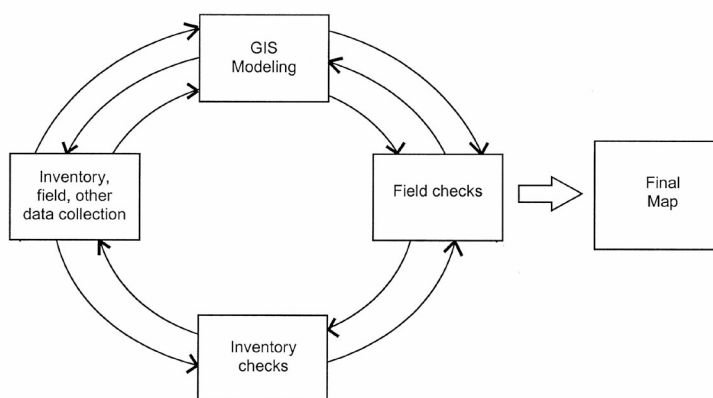 GIS
Modeling
Inventory,
field, other
data collection
Field checks
Final
Map
Inventory
checks